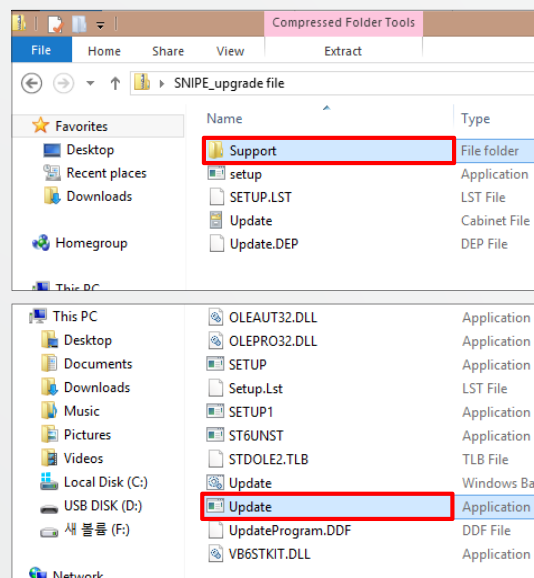 Compressed Folder Tools
File Home Share View Extract
SNIPE_upgrade file
Name Type
Favorites
Desktop
Recent places
Downloads
Homegroup
This PC
Support File folder
setup Application
SETUP.LST LST File
Update Cabinet File
Update.DEP DEP File
This PC
Desktop
Documents
Downloads
Music
Pictures
Videos
Local Disk (C:)
USB DISK (D:)
새 볼륨 (F:)
Network
OLEAUT32.DLL Application
OLEPRO32.DLL Application
SETUP Application
Setup.Lst LST File
SETUP1 Application
ST6UNST Application
STDOLE2.TLB TLB File
Update Windows Ba
Update Application
UpdateProgram.DDF DDF File
VB6STKIT.DLL Application